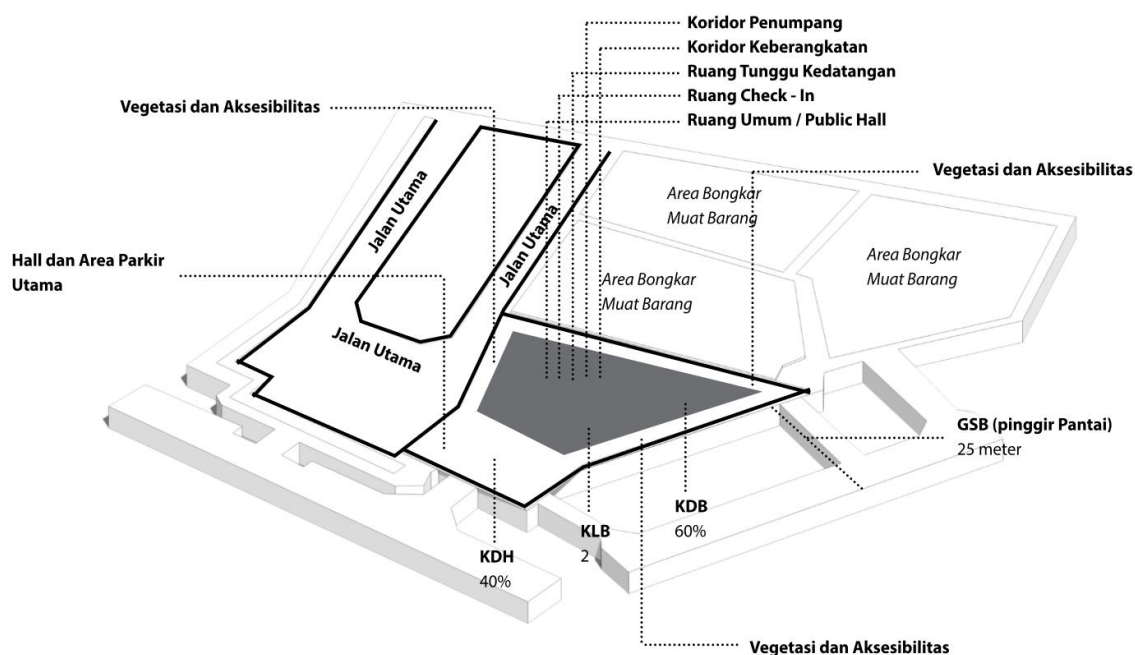 Koridor Penumpang
Koridor Keberangkatan
Ruang Tunggu Kedatangan
Ruang Check - In
Ruang Umum / Public Hall
Vegetasi dan Aksesibilitas
Vegetasi dan Aksesibilitas
Jalan Utama
Jalan Utama
Jalan Utama
Area Bongkar
Muat Barang
Area Bongkar
Muat Barang
Area Bongkar
Muat Barang
Hall dan Area Parkir
Utama
GSB (pinggir Pantai)
25 meter
KDB
60%
KLB
2
KDH
40%
Vegetasi dan Aksesibilitas